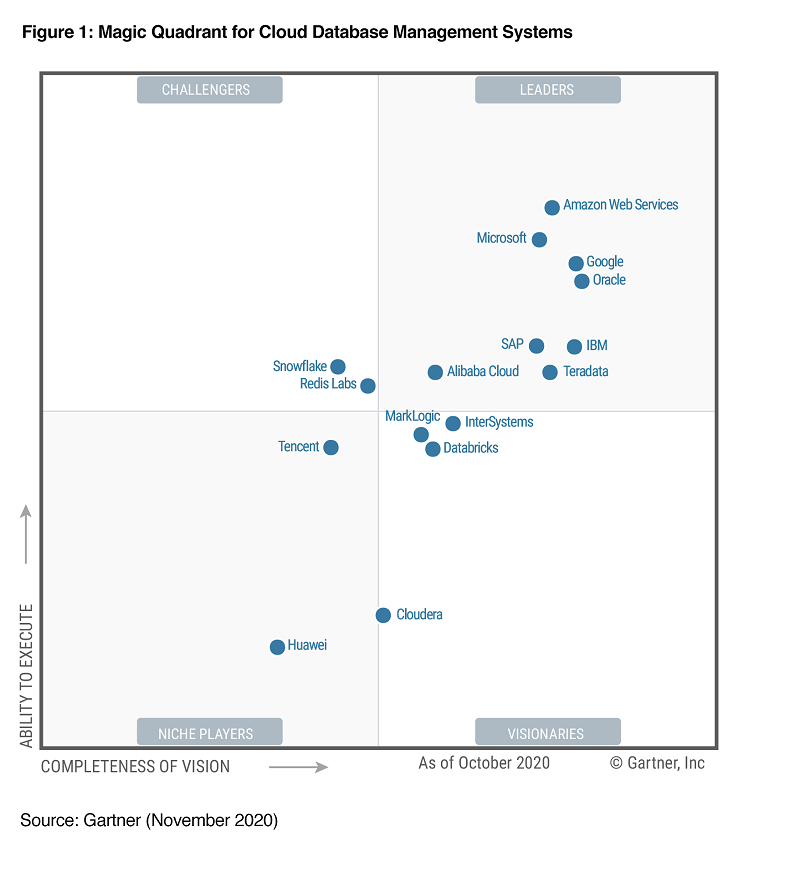 Figure 1: Magic Quadrant for Cloud Database Management Systems
CHALLENGERS
LEADERS
Amazon Web Services
Microsoft
Google
Oracle
SAP
IBM
Snowflake
Alibaba Cloud
Teradata
Redis Labs
MarkLogic
InterSystems
Tencent
Databricks
Cloudera
Huawei
ABILITY TO EXECUTE
NICHE PLAYERS
VISIONARIES
COMPLETENESS OF VISION
As of October 2020
© Gartner, Inc
Source: Gartner (November 2020)